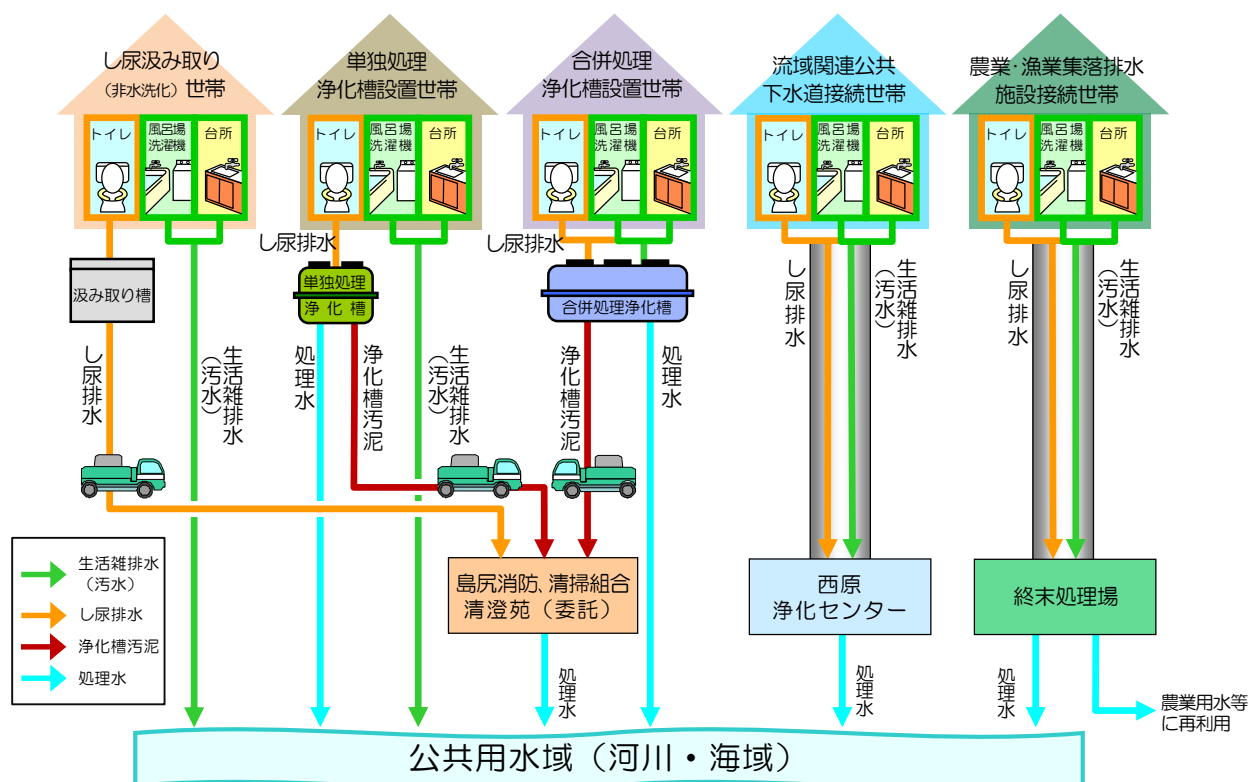 し尿汲み取り
（非水洗化）世帯
単独処理
浄化槽設置世帯
合併処理
浄化槽設置世帯
流域関連公共
下水道接続世帯
農業・漁業集落排水
施設接続世帯
トイレ
風呂場
洗濯機
台所
トイレ
風呂場
洗濯機
台所
トイレ
風呂場
洗濯機
台所
トイレ
風呂場
洗濯機
台所
トイレ
風呂場
洗濯機
台所
し尿排水
し尿排水
汲み取り槽
単独処理
浄化槽
合併処理浄化槽
し尿排水
生活雑排水
（汚水）
処理水
浄化槽汚泥
生活雑排水
（汚水）
浄化槽汚泥
処理水
し尿排水
生活雑排水
（汚水）
し尿排水
生活雑排水
（汚水）
生活雑排水
（汚水）
し尿排水
浄化槽汚泥
処理水
島尻消防、清掃組合
清澄苑（委託）
西原
浄化センター
終末処理場
処理水
処理水
処理水
農業用水等
に再利用
公共用水域（河川・海域）